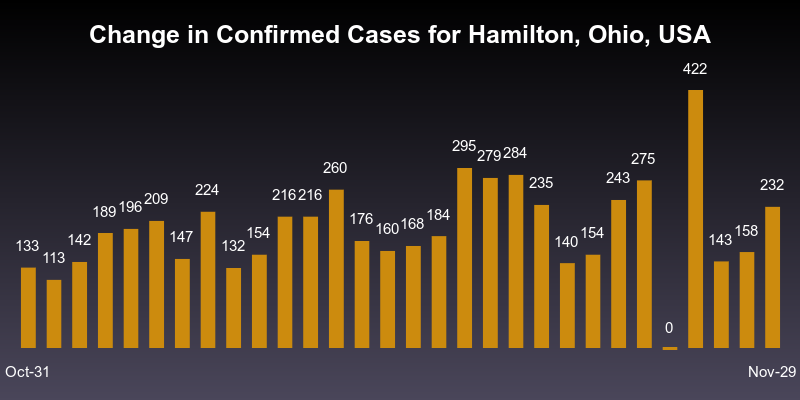 Change in Confirmed Cases for Hamilton, Ohio, USA
133 113 142 189 196 209 147 224 132 154 216 216 260 176 160 168 184 295 279 284 235 140 154 243 275 0 422 143 158 232
Oct-31 Nov-29